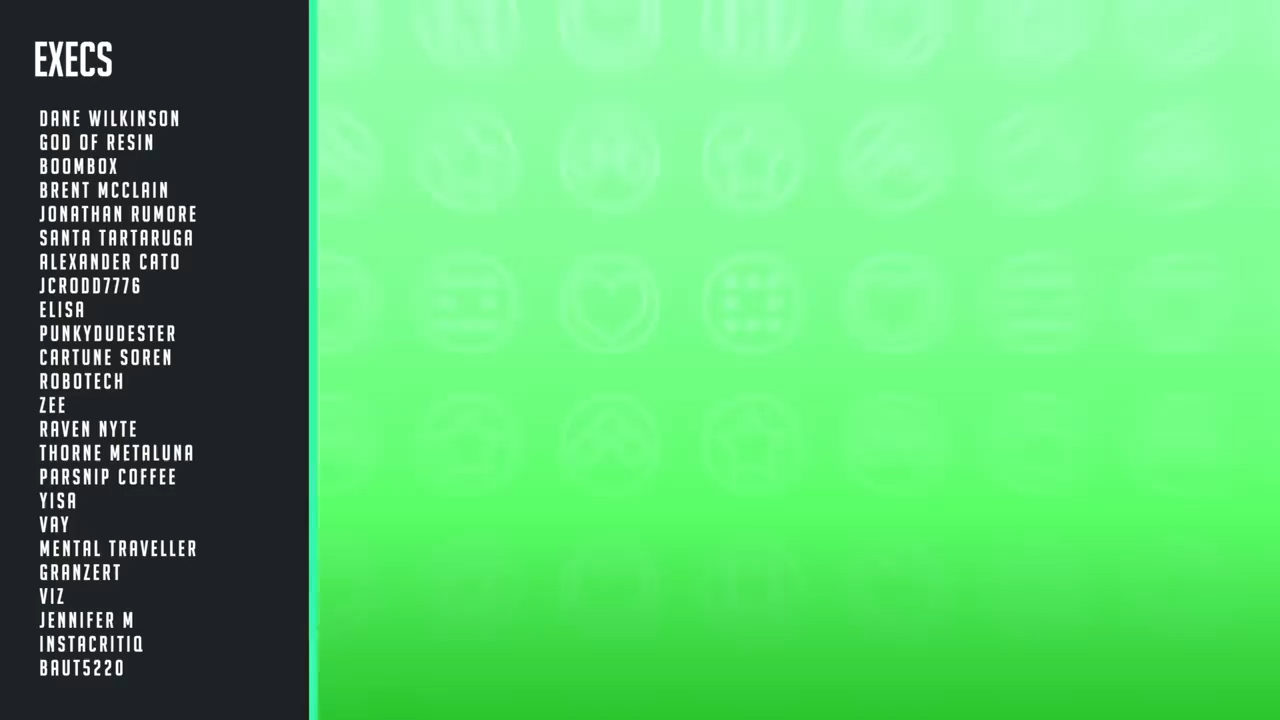 EXECS
DANE WILKINSON
GOD OF RESIN
BOOMBOX
BRENT MCCLAIN
JONATHAN RUMORE
SANTA TARTARUGA
ALEXANDER CATO
JCRODD7776
ELISA
PUNKYDUDESTER
CARTUNE SOREN
ROBOTECH
ZEE
RAVEN NYTE
THORNE METALUNA
PARSNIP COFFEE
YISA
VAY
MENTAL TRAVELLER
GRANZERT
VIZ
JENNIFER M
INSTACRITIQ
BAUT5220